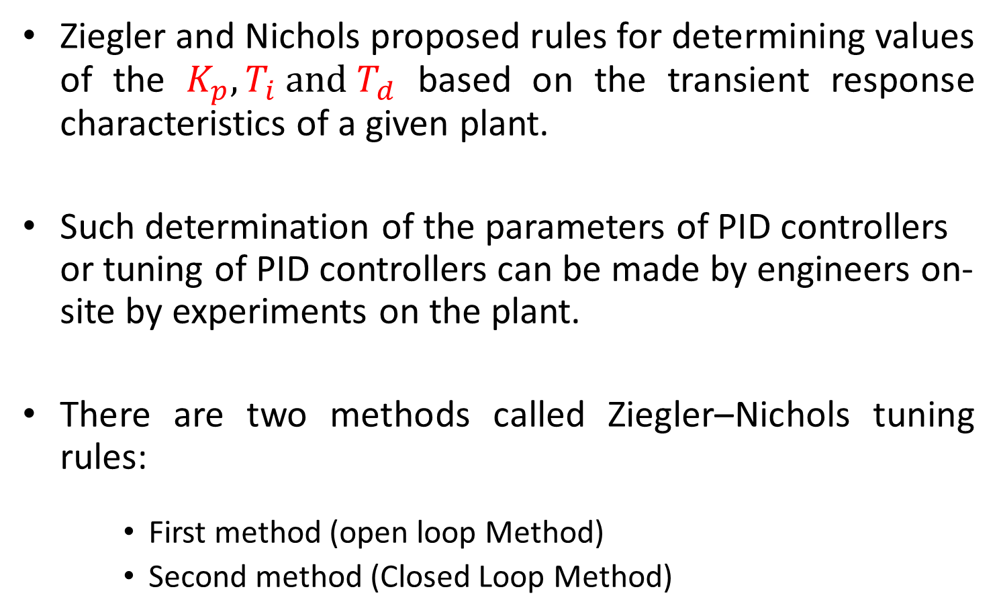 • Ziegler and Nichols proposed rules for determining values
of the Kₚ, Tᵢ and T_d based on the transient response
characteristics of a given plant.
• Such determination of the parameters of PID controllers
or tuning of PID controllers can be made by engineers on-
site by experiments on the plant.
• There are two methods called Ziegler–Nichols tuning
rules:
• First method (open loop Method)
• Second method (Closed Loop Method)